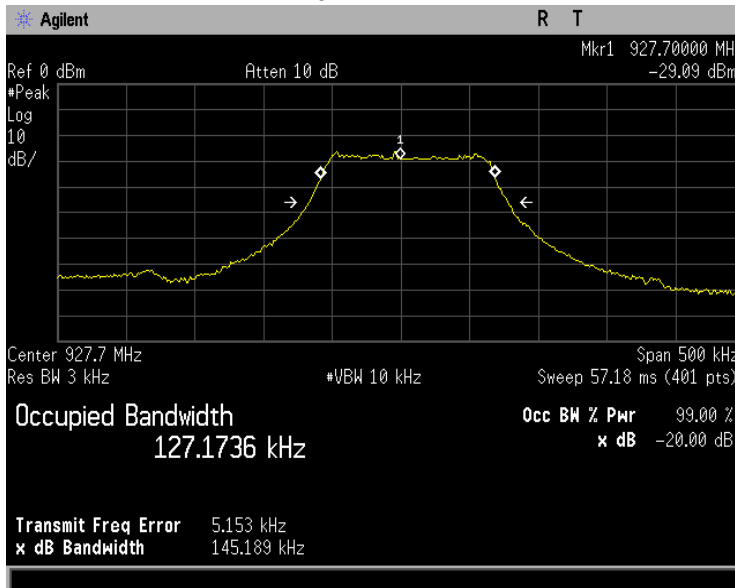 Agilent R T
Mkr1 927.70000 MH
Ref 0 dBm Atten 10 dB -29.09 dBm
#Peak
Log
10
dB/
1
Center 927.7 MHz Span 500 kHz
Res BW 3 kHz #VBW 10 kHz Sweep 57.18 ms (401 pts)
Occupied Bandwidth Occ BW % Pwr 99.00 %
127.1736 kHz x dB -20.00 dB
Transmit Freq Error 5.153 kHz
x dB Bandwidth 145.189 kHz